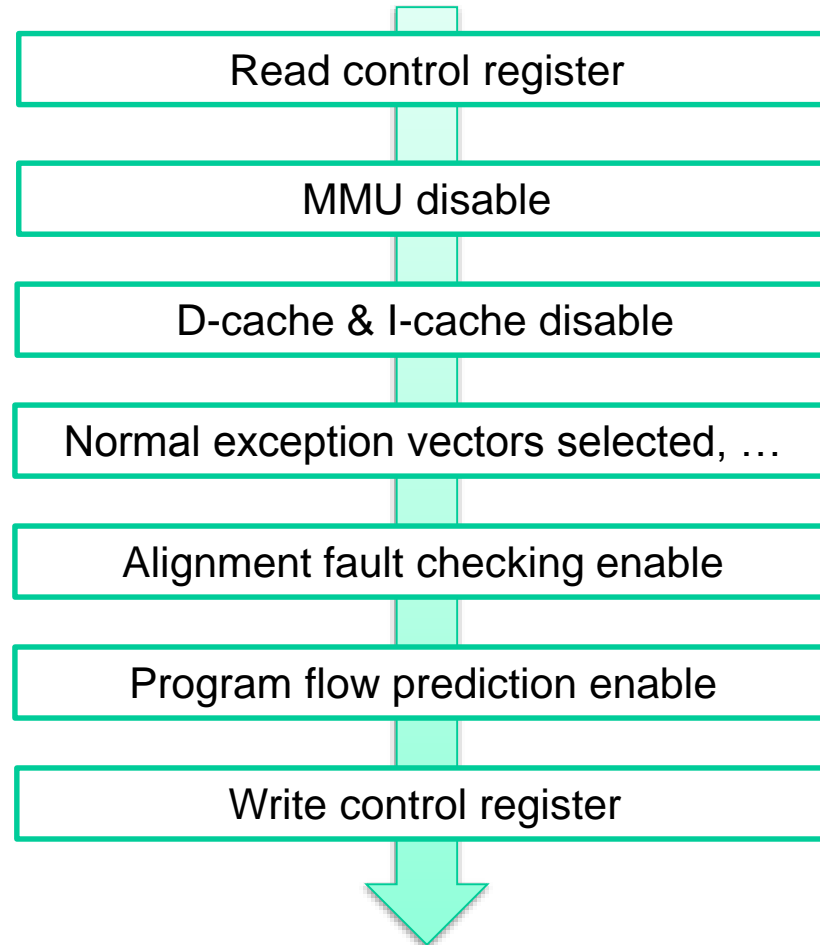 Read control register
MMU disable
D-cache & I-cache disable
Normal exception vectors selected, …
Alignment fault checking enable
Program flow prediction enable
Write control register